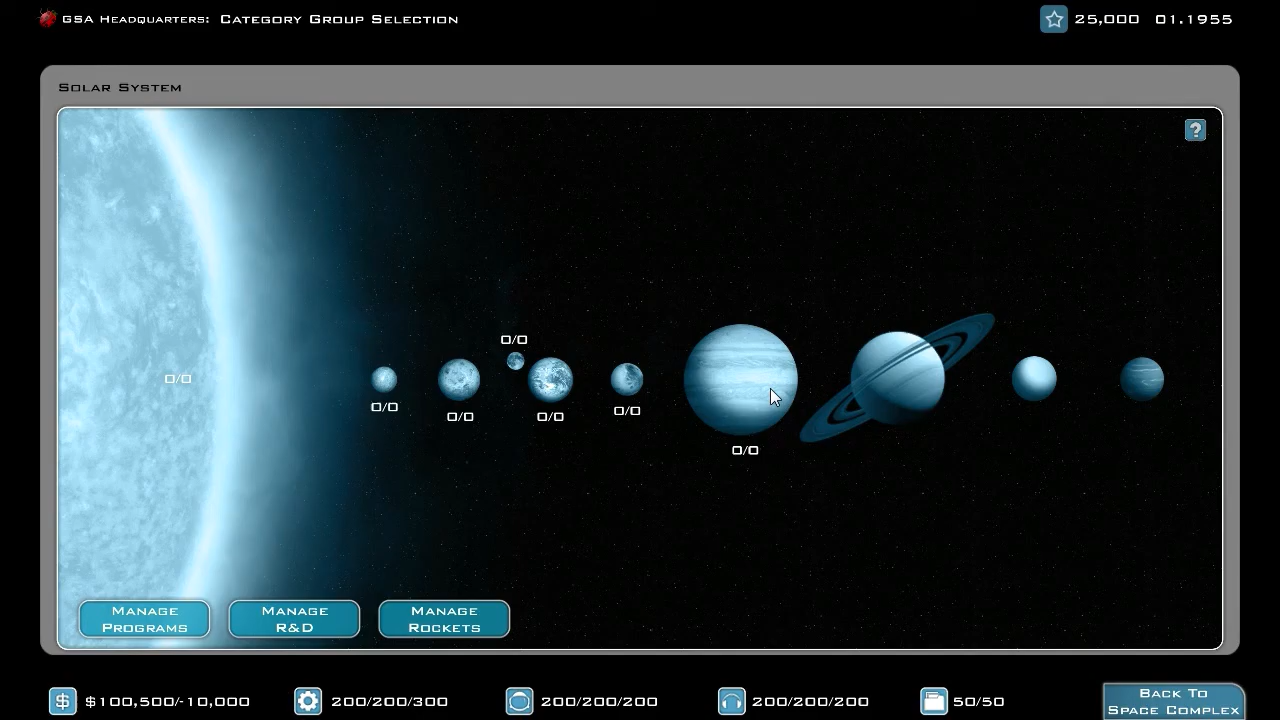 GSA Headquarters: Category Group Selection
25,000 01.1955
Solar System
?
0/0
0/0
0/0
0/0
0/0
0/0
0/0
Manage
Programs
Manage
R&D
Manage
Rockets
$ $100,500/-10,000
200/200/300
200/200/200
200/200/200
50/50
Back To
Space Complex